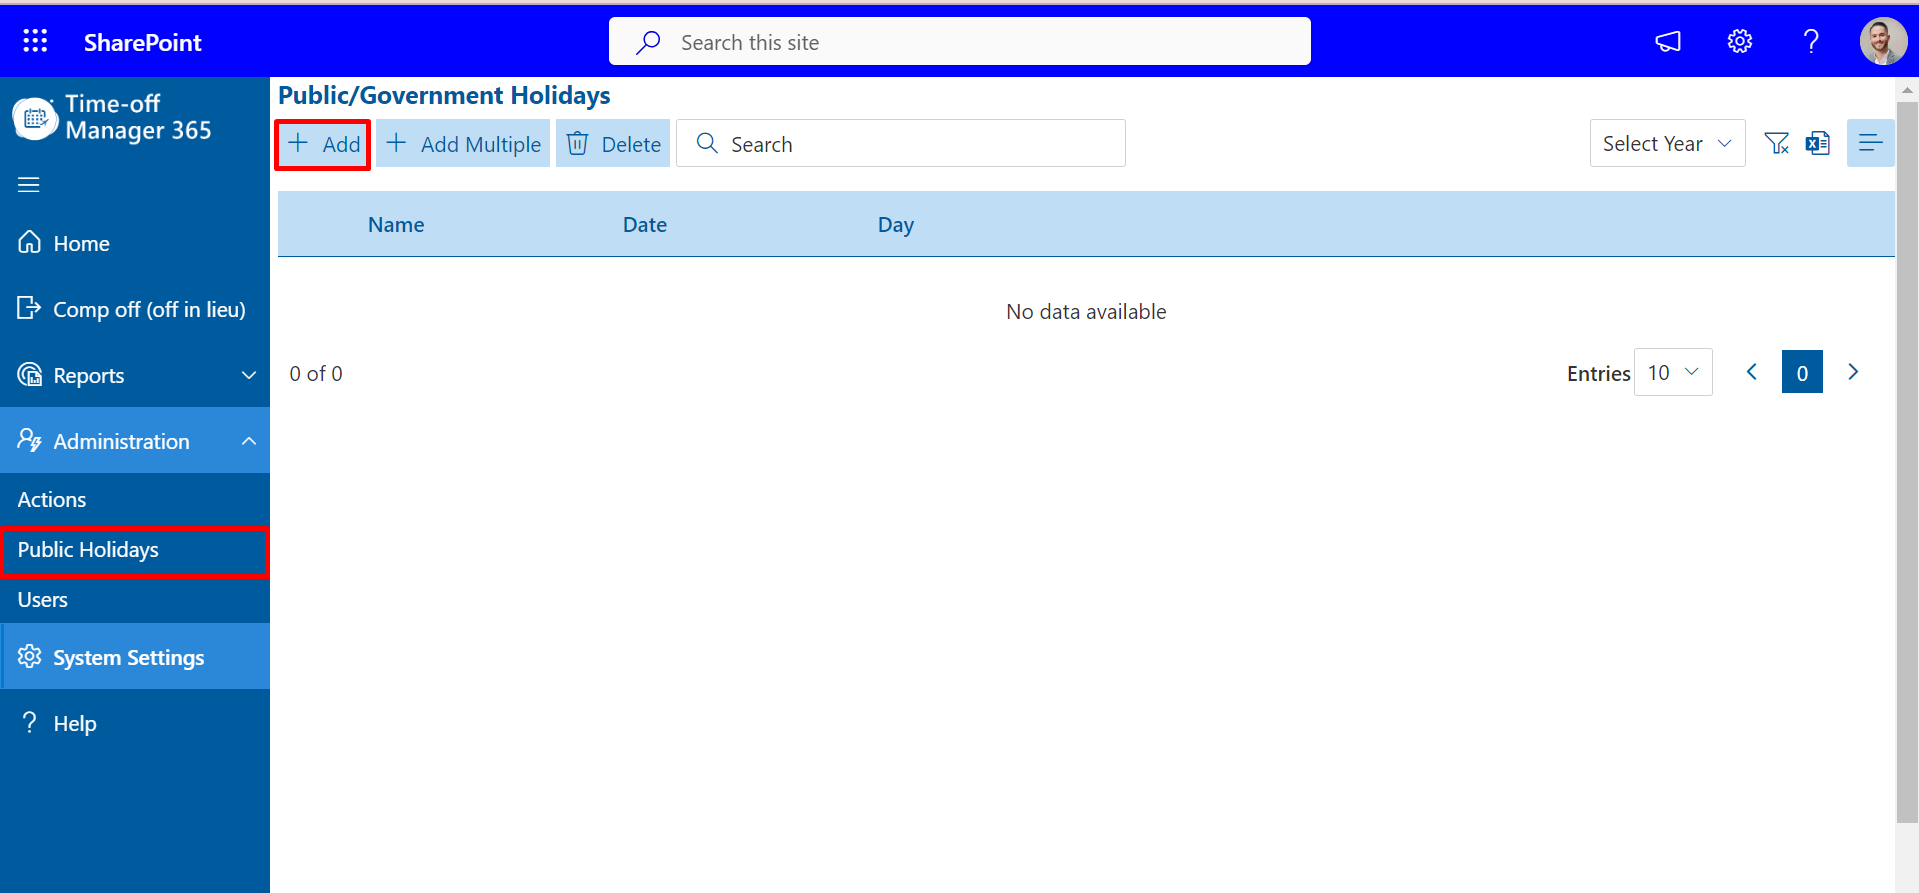 SharePoint
Search this site
Time-off
Manager 365
Home
Comp off (off in lieu)
Reports
Administration
Actions
Public Holidays
Users
System Settings
Help
Public/Government Holidays
Add
Add Multiple
Delete
Search
Select Year
Name Date Day
No data available
0 of 0
Entries 10 0